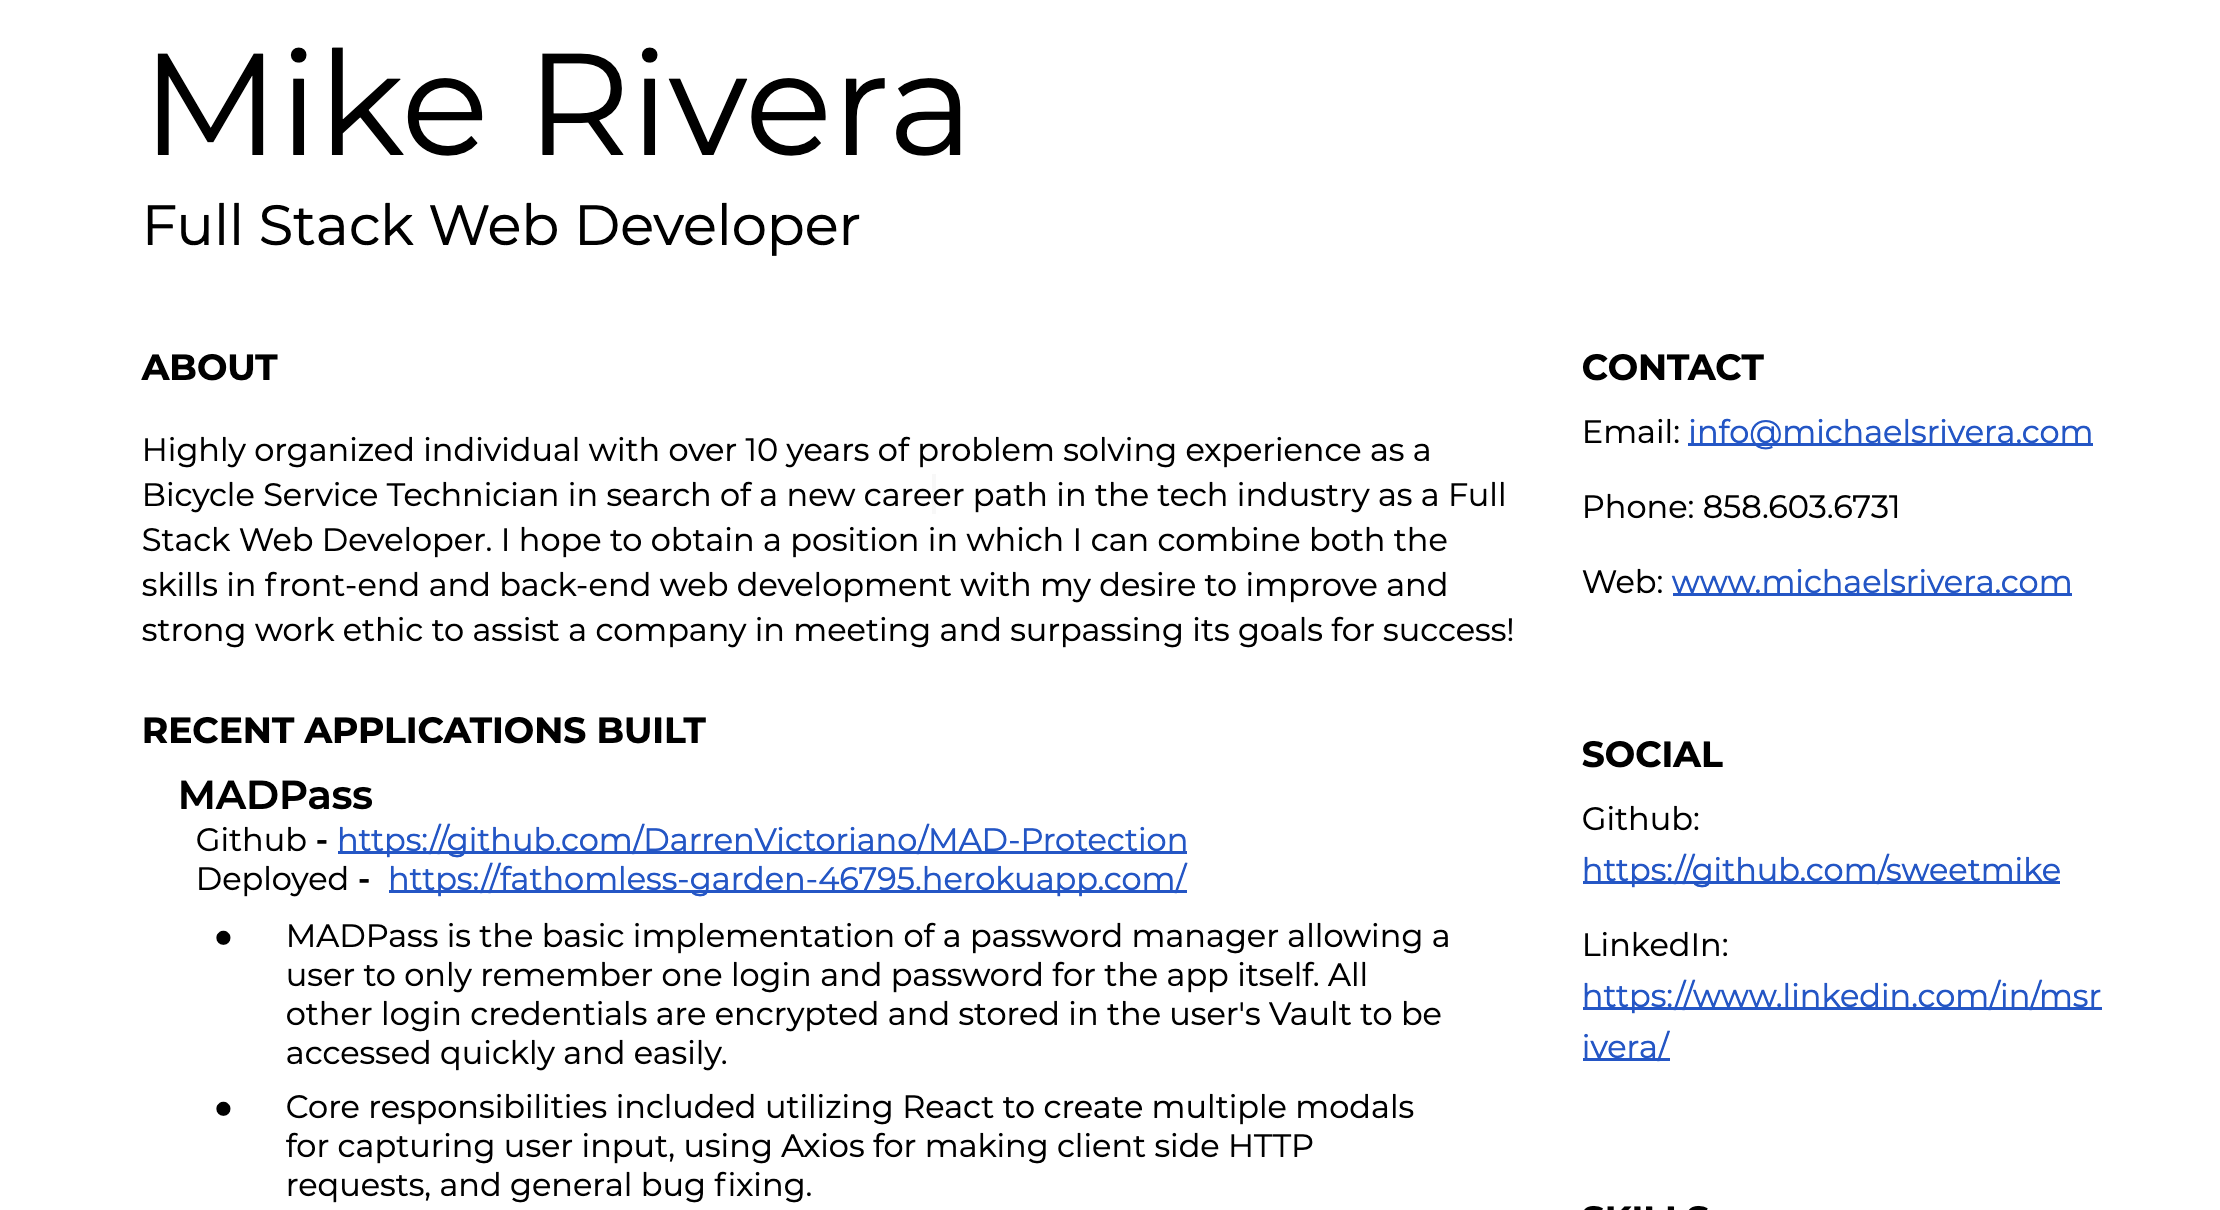 Mike Rivera
Full Stack Web Developer
ABOUT
Highly organized individual with over 10 years of problem solving experience as a
Bicycle Service Technician in search of a new career path in the tech industry as a Full
Stack Web Developer. I hope to obtain a position in which I can combine both the
skills in front-end and back-end web development with my desire to improve and
strong work ethic to assist a company in meeting and surpassing its goals for success!
RECENT APPLICATIONS BUILT
MADPass
Github - https://github.com/DarrenVictoriano/MAD-Protection
Deployed -  https://fathomless-garden-46795.herokuapp.com/
● MADPass is the basic implementation of a password manager allowing a
user to only remember one login and password for the app itself. All
other login credentials are encrypted and stored in the user's Vault to be
accessed quickly and easily.
● Core responsibilities included utilizing React to create multiple modals
for capturing user input, using Axios for making client side HTTP
requests, and general bug fixing.
CONTACT
Email: info@michaelsrivera.com
Phone: 858.603.6731
Web: www.michaelsrivera.com
SOCIAL
Github:
https://github.com/sweetmike
LinkedIn:
https://www.linkedin.com/in/msr
ivera/
SKILLS